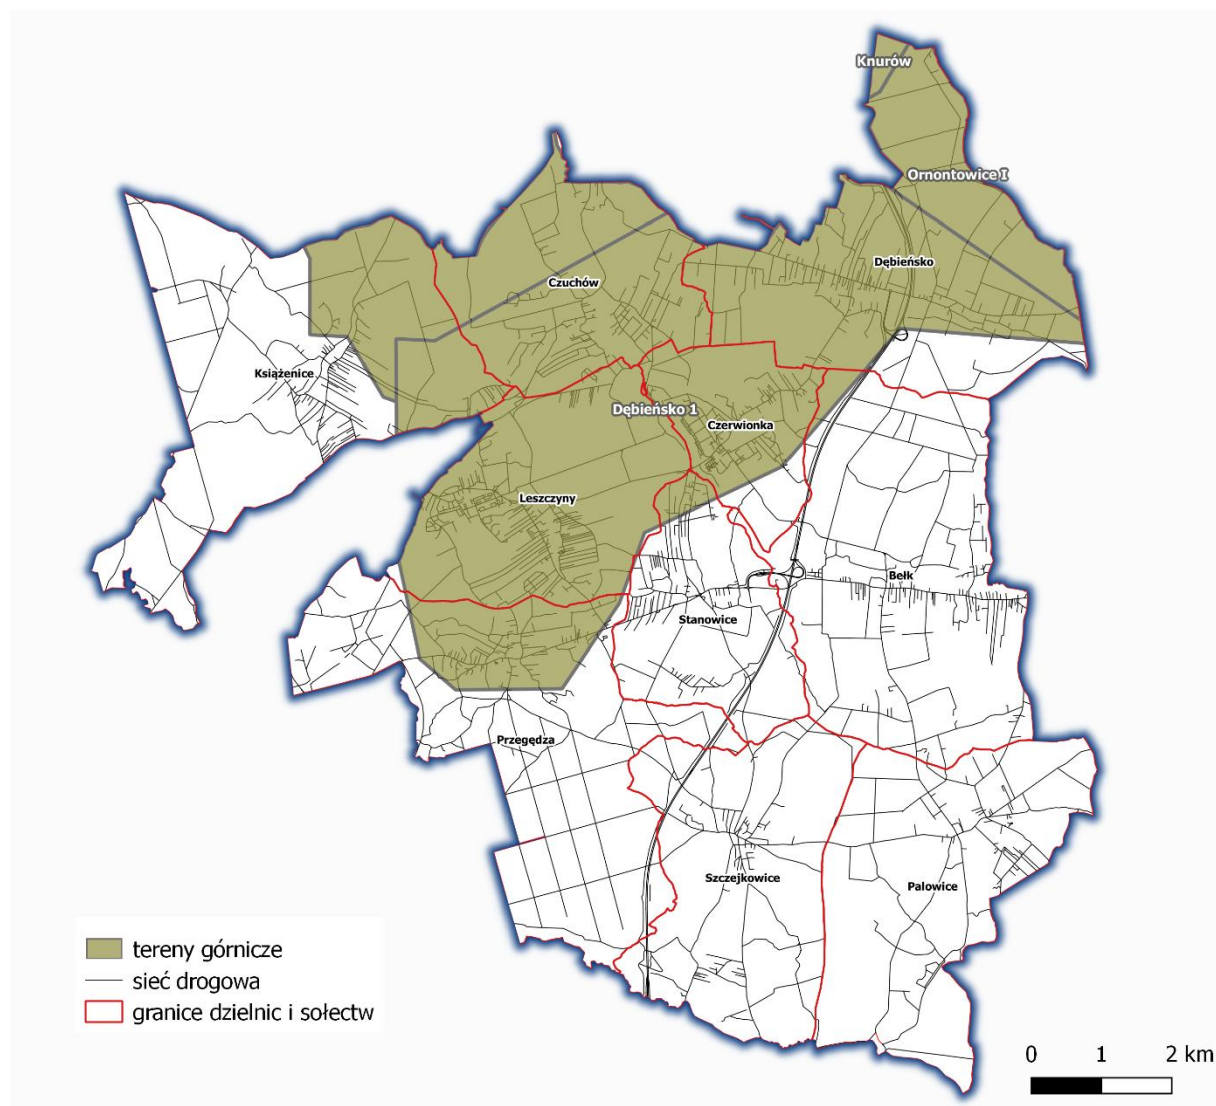 Knurów
Ornontowice I
Dębieńsko
Czuchów
Książenice
Dębieńsko 1
Czerwionka
Leszczyny
Bełk
Stanowice
Przegędza
Szczejkowice
Palowice
tereny górnicze
sieć drogowa
granice dzielnic i sołectw
0 1 2 km